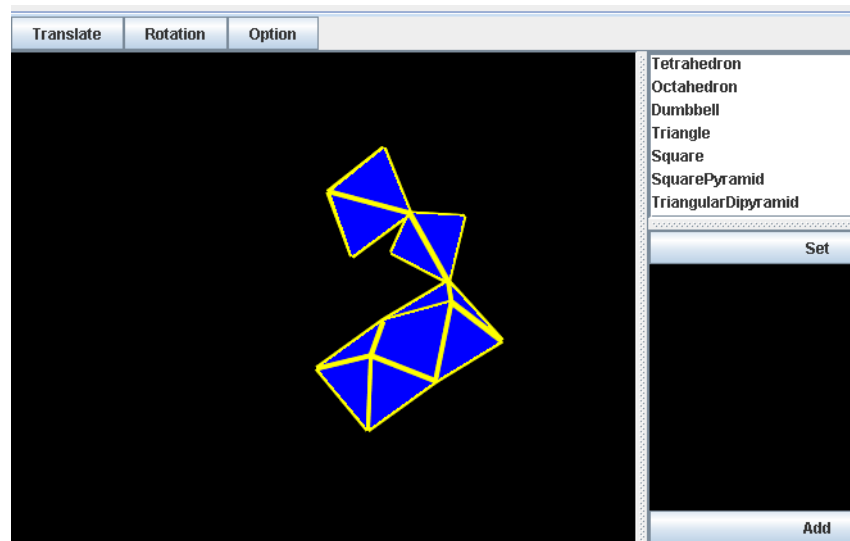 Translate Rotation Option
Tetrahedron
Octahedron
Dumbbell
Triangle
Square
SquarePyramid
TriangularDipyramid
Set
Add